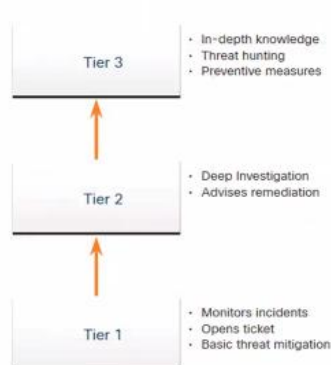 Tier 3
· In-depth knowledge
· Threat hunting
· Preventive measures
Tier 2
· Deep Investigation
· Advises remediation
Tier 1
· Monitors incidents
· Opens ticket
· Basic threat mitigation